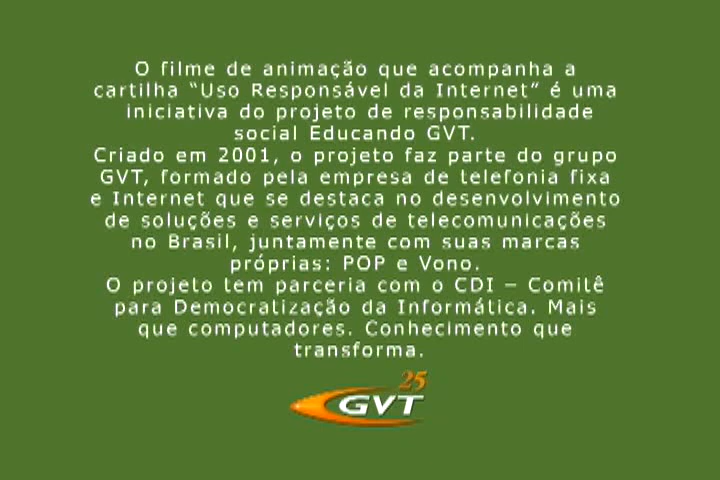 O filme de animação que acompanha a
cartilha “Uso Responsável da Internet” é uma
iniciativa do projeto de responsabilidade
social Educando GVT.
Criado em 2001, o projeto faz parte do grupo
GVT, formado pela empresa de telefonia fixa
e Internet que se destaca no desenvolvimento
de soluções e serviços de telecomunicações
no Brasil, juntamente com suas marcas
próprias: POP e Vono.
O projeto tem parceria com o CDI – Comitê
para Democratização da Informática. Mais
que computadores. Conhecimento que
transforma.
25
GVT